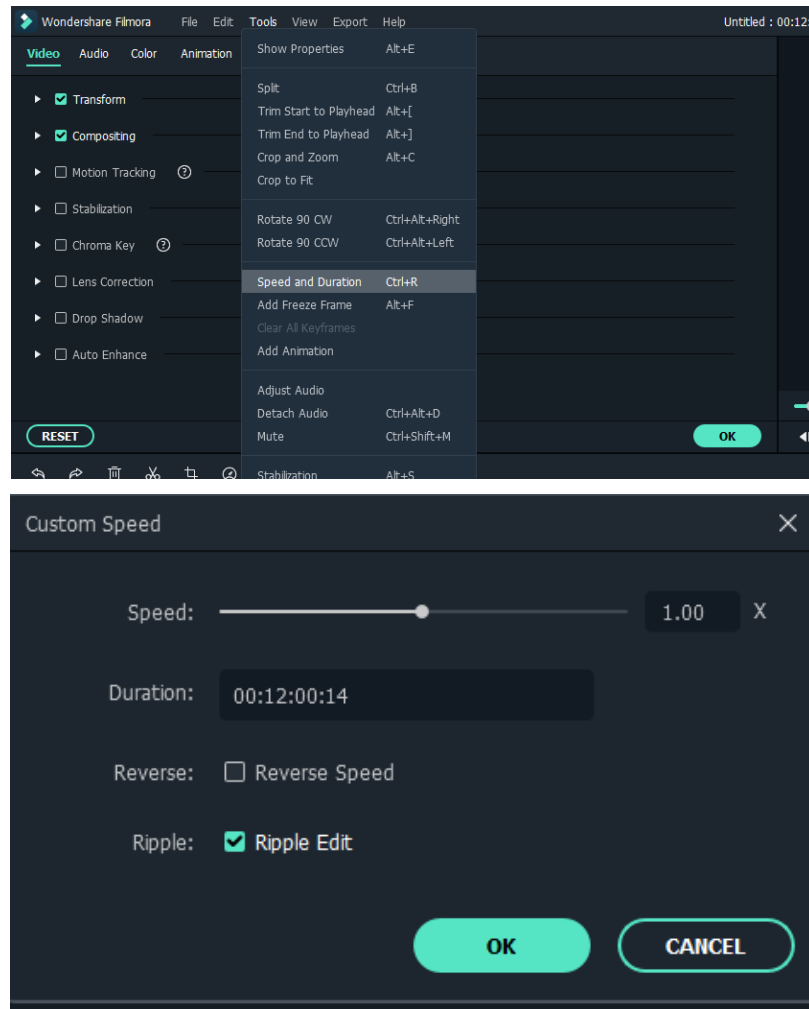 Wondershare Filmora File Edit Tools View Export Help Untitled : 00:12:
Video Audio Color Animation
Show Properties Alt+E
Transform
Split Ctrl+B
Trim Start to Playhead Alt+[
Compositing
Trim End to Playhead Alt+]
Crop and Zoom Alt+C
Motion Tracking
Crop to Fit
Stabilization
Rotate 90 CW Ctrl+Alt+Right
Chroma Key
Rotate 90 CCW Ctrl+Alt+Left
Lens Correction
Speed and Duration Ctrl+R
Add Freeze Frame Alt+F
Drop Shadow
Clear All Keyframes
Auto Enhance
Add Animation
Adjust Audio
Detach Audio Ctrl+Alt+D
RESET
Mute Ctrl+Shift+M
OK
Stabilization Alt+S
Custom Speed
Speed: 1.00 X
Duration: 00:12:00:14
Reverse: Reverse Speed
Ripple: Ripple Edit
OK CANCEL